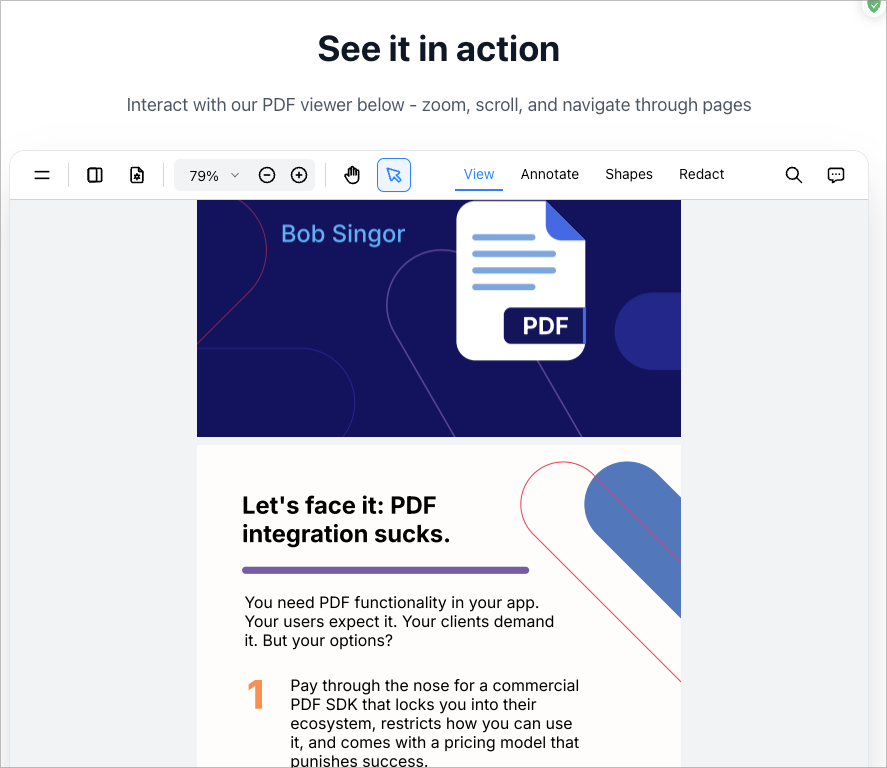 See it in action
Interact with our PDF viewer below - zoom, scroll, and navigate through pages
79%
View Annotate Shapes Redact
Bob Singor
PDF
Let's face it: PDF
integration sucks.
You need PDF functionality in your app.
Your users expect it. Your clients demand
it. But your options?
1
Pay through the nose for a commercial
PDF SDK that locks you into their
ecosystem, restricts how you can use
it, and comes with a pricing model that
punishes success.